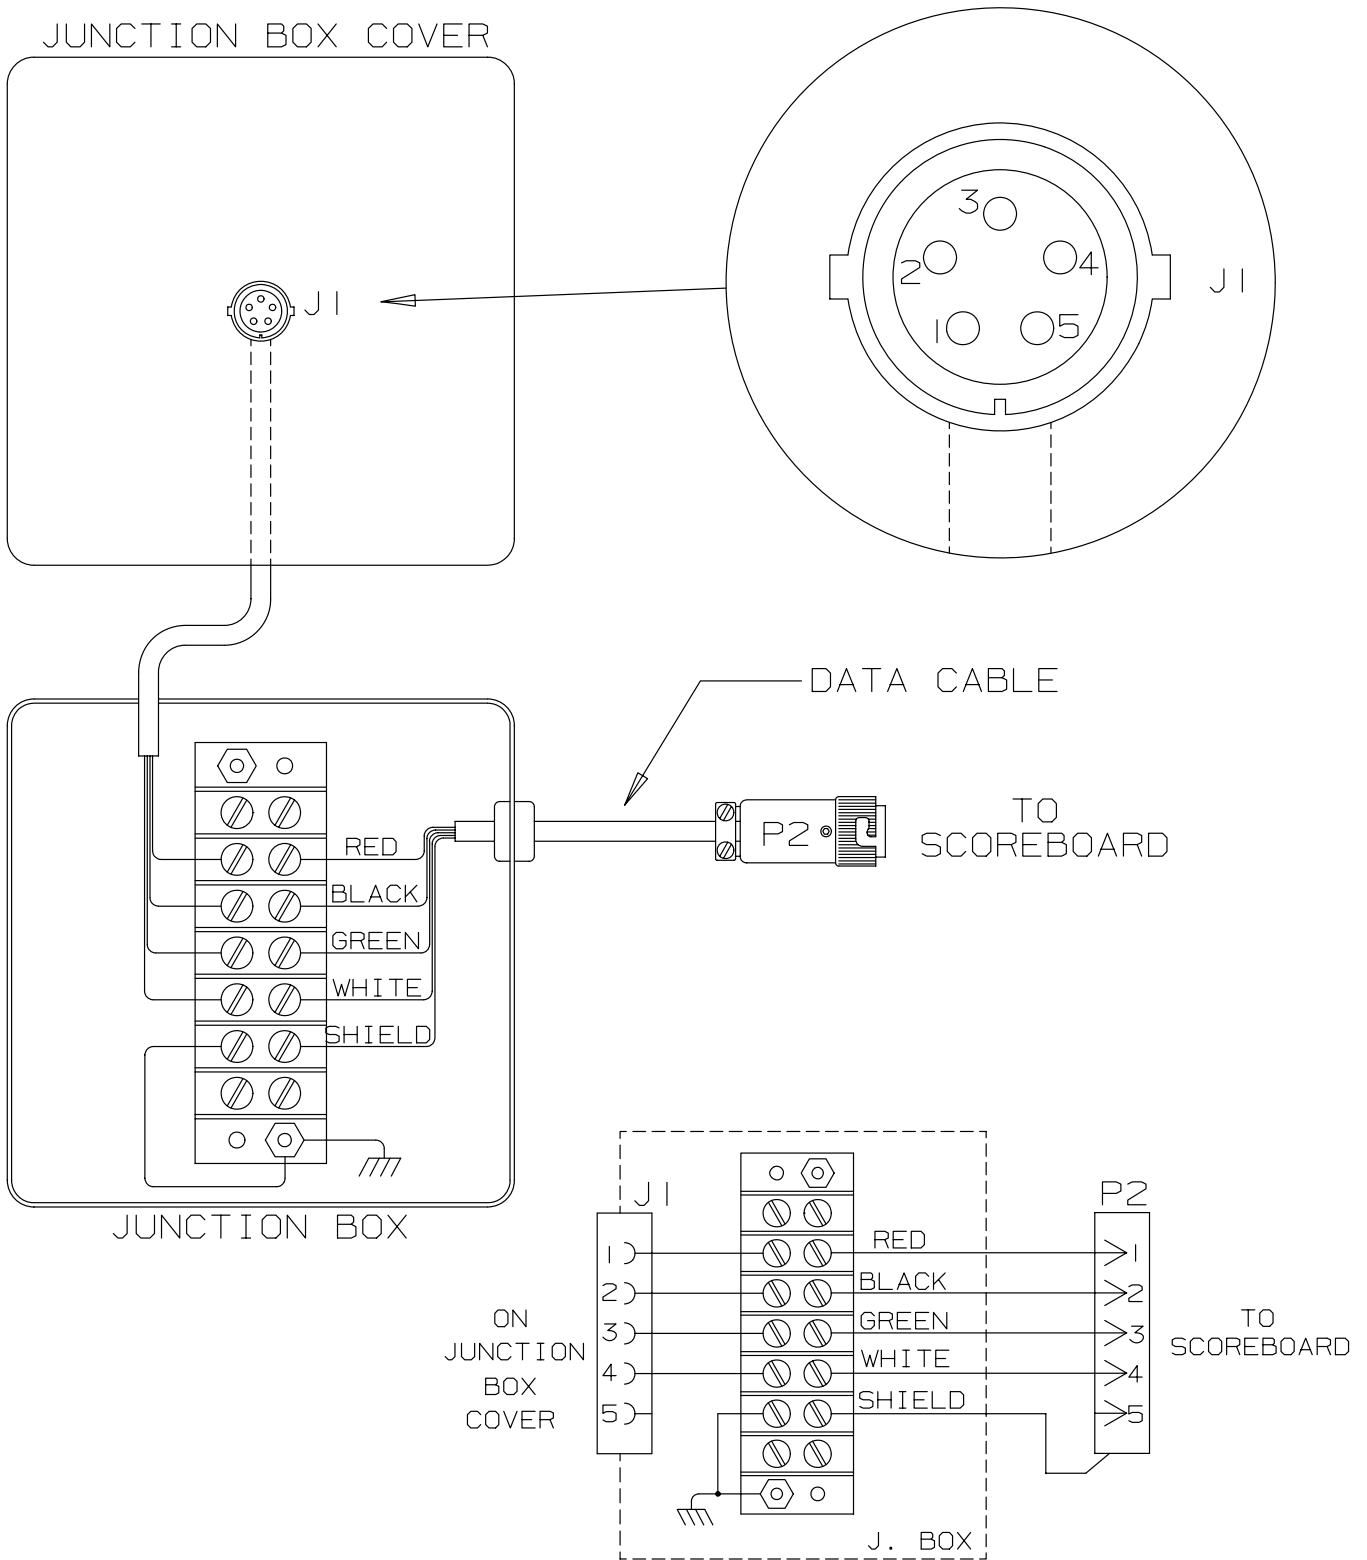 JUNCTION BOX COVER
J1
3
2
4
1
5
J1
DATA CABLE
P2
TO
SCOREBOARD
RED
BLACK
GREEN
WHITE
SHIELD
JUNCTION BOX
J1
P2
1
2
3
4
5
RED
BLACK
GREEN
WHITE
SHIELD
1
2
3
4
5
ON
JUNCTION
BOX
COVER
TO
SCOREBOARD
J. BOX